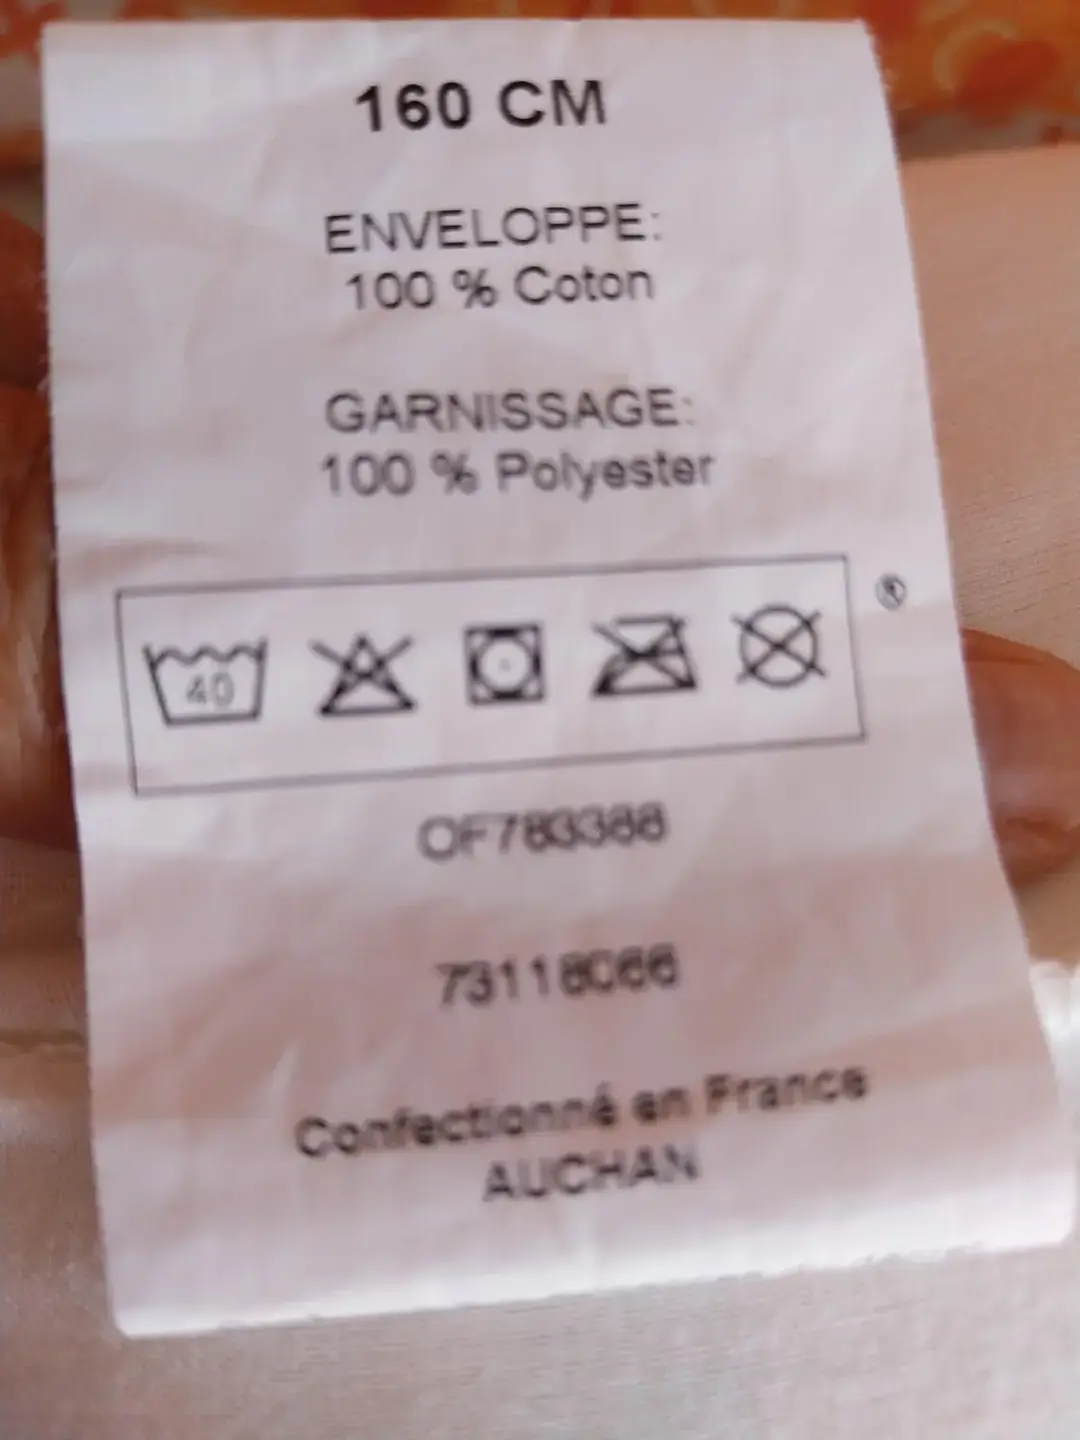 160 CM
ENVELOPPE:
100 % Coton
GARNISSAGE:
100 % Polyester
®
40
OF783388
73118066
Confectionné en France
AUCHAN